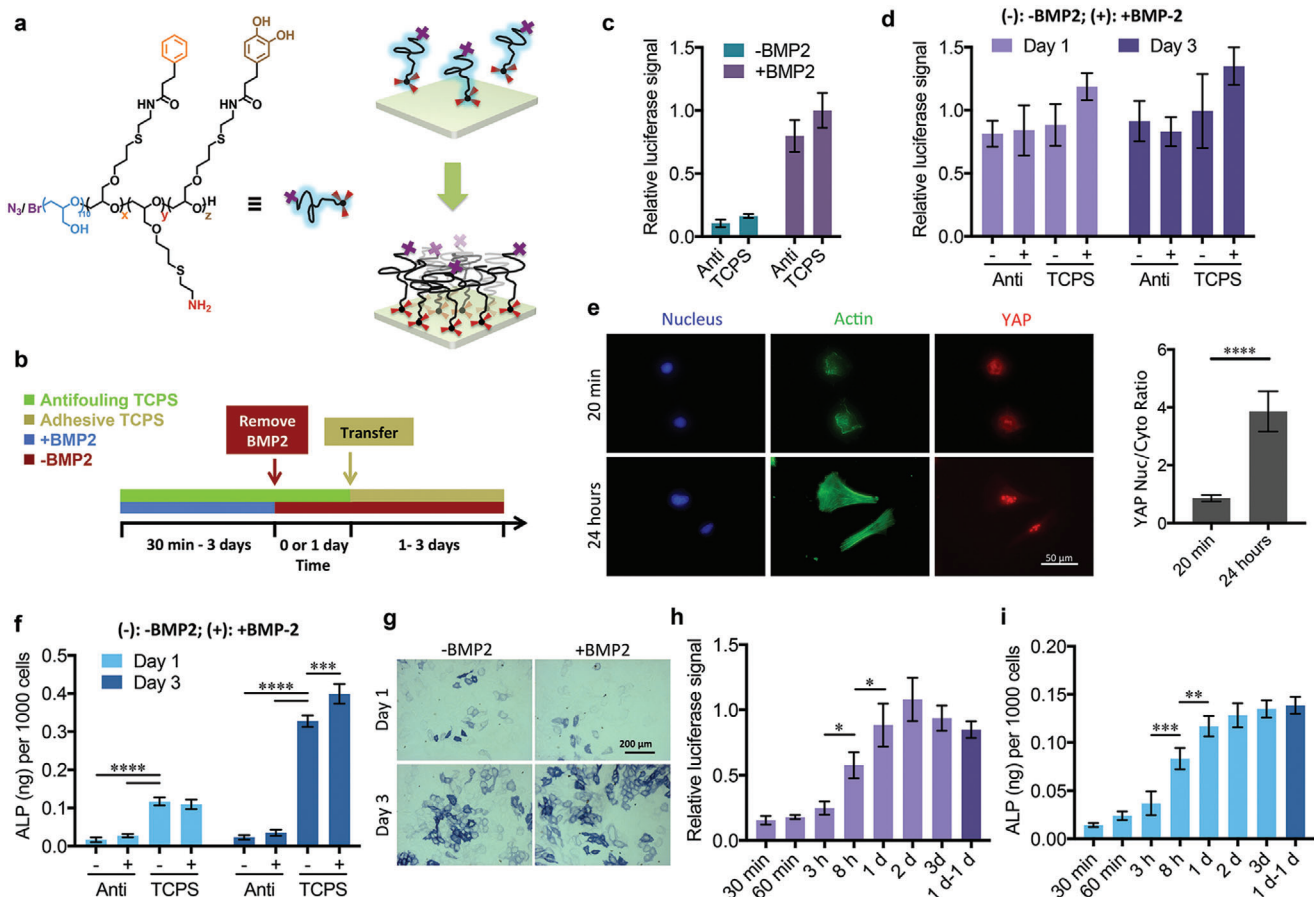 a
OH
OH
HN
O
HN
O
S
S
O
O
N₃/Br
O
110
O
x
O
y
O
z
H
OH
O
S
NH₂
≡
b
Antifouling TCPS
Adhesive TCPS
+BMP2
-BMP2
Remove
BMP2
Transfer
30 min - 3 days
0 or 1 day
1- 3 days
Time
c
Relative luciferase signal
1.5
1.0
0.5
0.0
-BMP2
+BMP2
Anti
TCPS
Anti
TCPS
d
(-): -BMP2; (+): +BMP-2
Day 1
Day 3
Relative luciferase signal
1.5
1.0
0.5
0.0
- + - + - + - +
Anti TCPS Anti TCPS
e
Nucleus
Actin
YAP
20 min
24 hours
50 µm
YAP Nuc/Cyto Ratio
6
4
2
0
****
20 min
24 hours
f
(-): -BMP2; (+): +BMP-2
Day 1
Day 3
ALP (ng) per 1000 cells
0.5
0.4
0.3
0.2
0.1
0.0
****
****
***
- + - + - + - +
Anti TCPS Anti TCPS
g
-BMP2
+BMP2
Day 1
Day 3
200 µm
h
Relative luciferase signal
1.5
1.0
0.5
0.0
*
*
30 min
60 min
3 h
8 h
1 d
2 d
3d
1 d-1 d
i
ALP (ng) per 1000 cells
0.20
0.15
0.10
0.05
0.00
***
**
30 min
60 min
3 h
8 h
1 d
2 d
3d
1 d-1 d